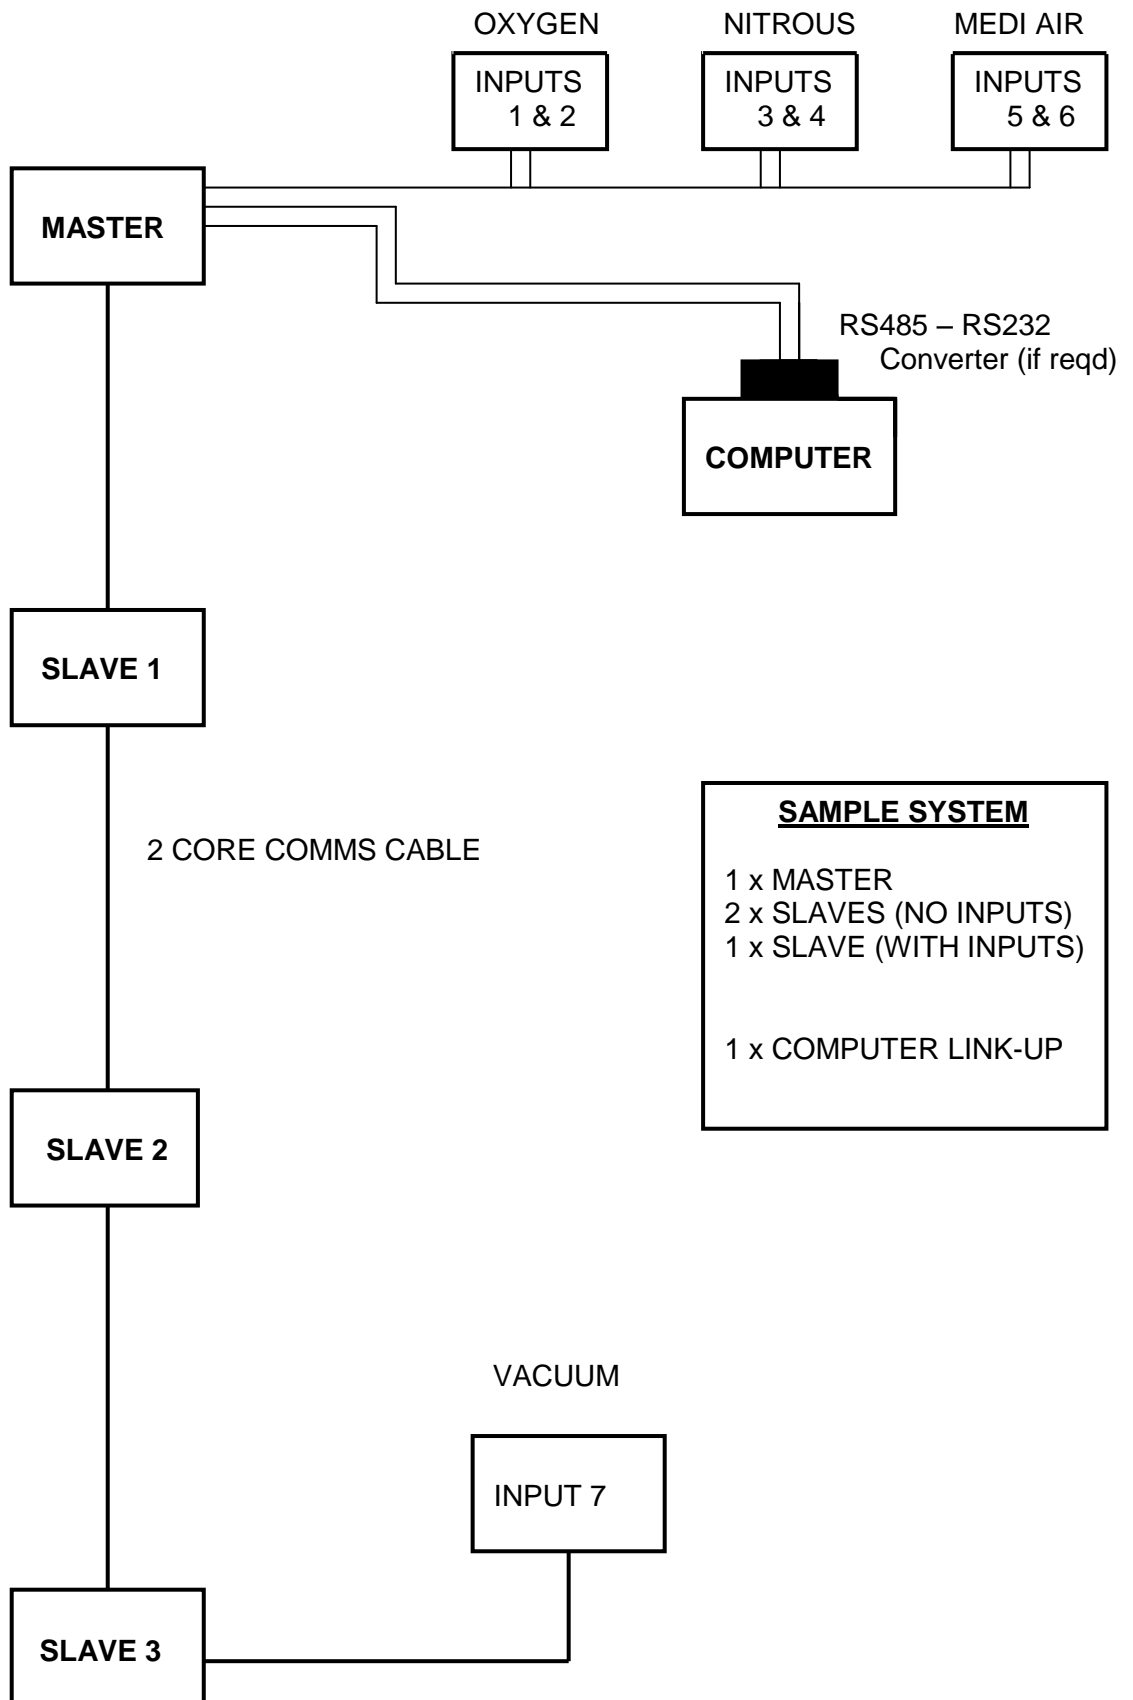 OXYGEN
NITROUS
MEDI AIR
INPUTS
1 & 2
INPUTS
3 & 4
INPUTS
5 & 6
MASTER
RS485 – RS232
Converter (if reqd)
COMPUTER
SLAVE 1
2 CORE COMMS CABLE
SAMPLE SYSTEM
1 x MASTER
2 x SLAVES (NO INPUTS)
1 x SLAVE (WITH INPUTS)
1 x COMPUTER LINK-UP
SLAVE 2
VACUUM
INPUT 7
SLAVE 3